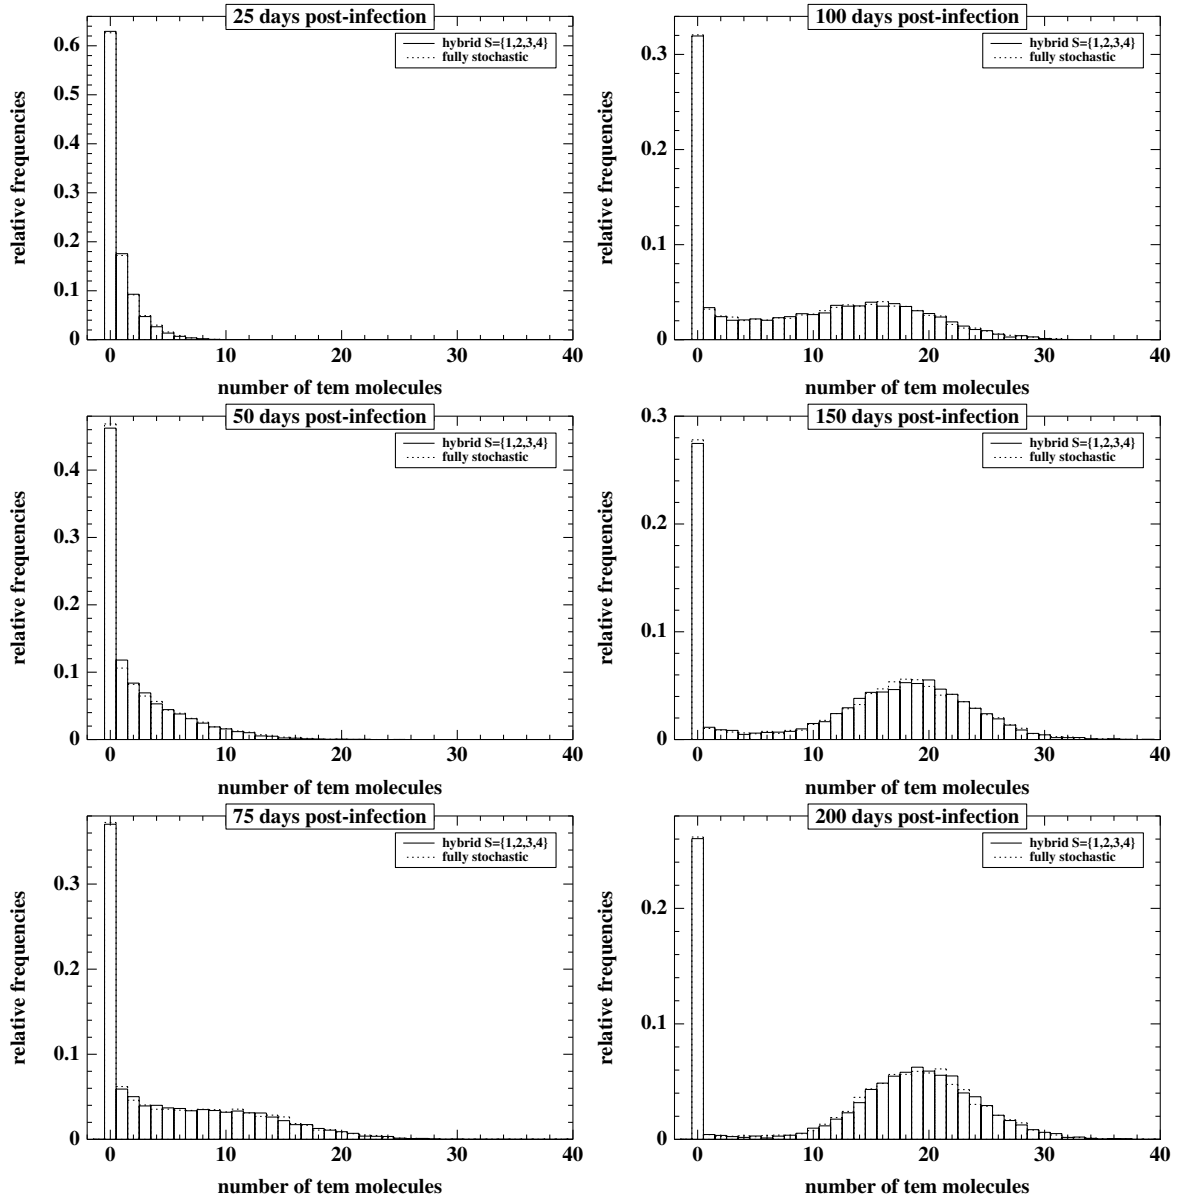 25 days post-infection
hybrid S={1,2,3,4}
fully stochastic
relative frequencies
0.6
0.5
0.4
0.3
0.2
0.1
0
0 10 20 30 40
number of tem molecules
100 days post-infection
hybrid S={1,2,3,4}
fully stochastic
relative frequencies
0.3
0.2
0.1
0
0 10 20 30 40
number of tem molecules
50 days post-infection
hybrid S={1,2,3,4}
fully stochastic
relative frequencies
0.4
0.3
0.2
0.1
0
0 10 20 30 40
number of tem molecules
150 days post-infection
hybrid S={1,2,3,4}
fully stochastic
relative frequencies
0.3
0.2
0.1
0
0 10 20 30 40
number of tem molecules
75 days post-infection
hybrid S={1,2,3,4}
fully stochastic
relative frequencies
0.3
0.2
0.1
0
0 10 20 30 40
number of tem molecules
200 days post-infection
hybrid S={1,2,3,4}
fully stochastic
relative frequencies
0.2
0.1
0
0 10 20 30 40
number of tem molecules